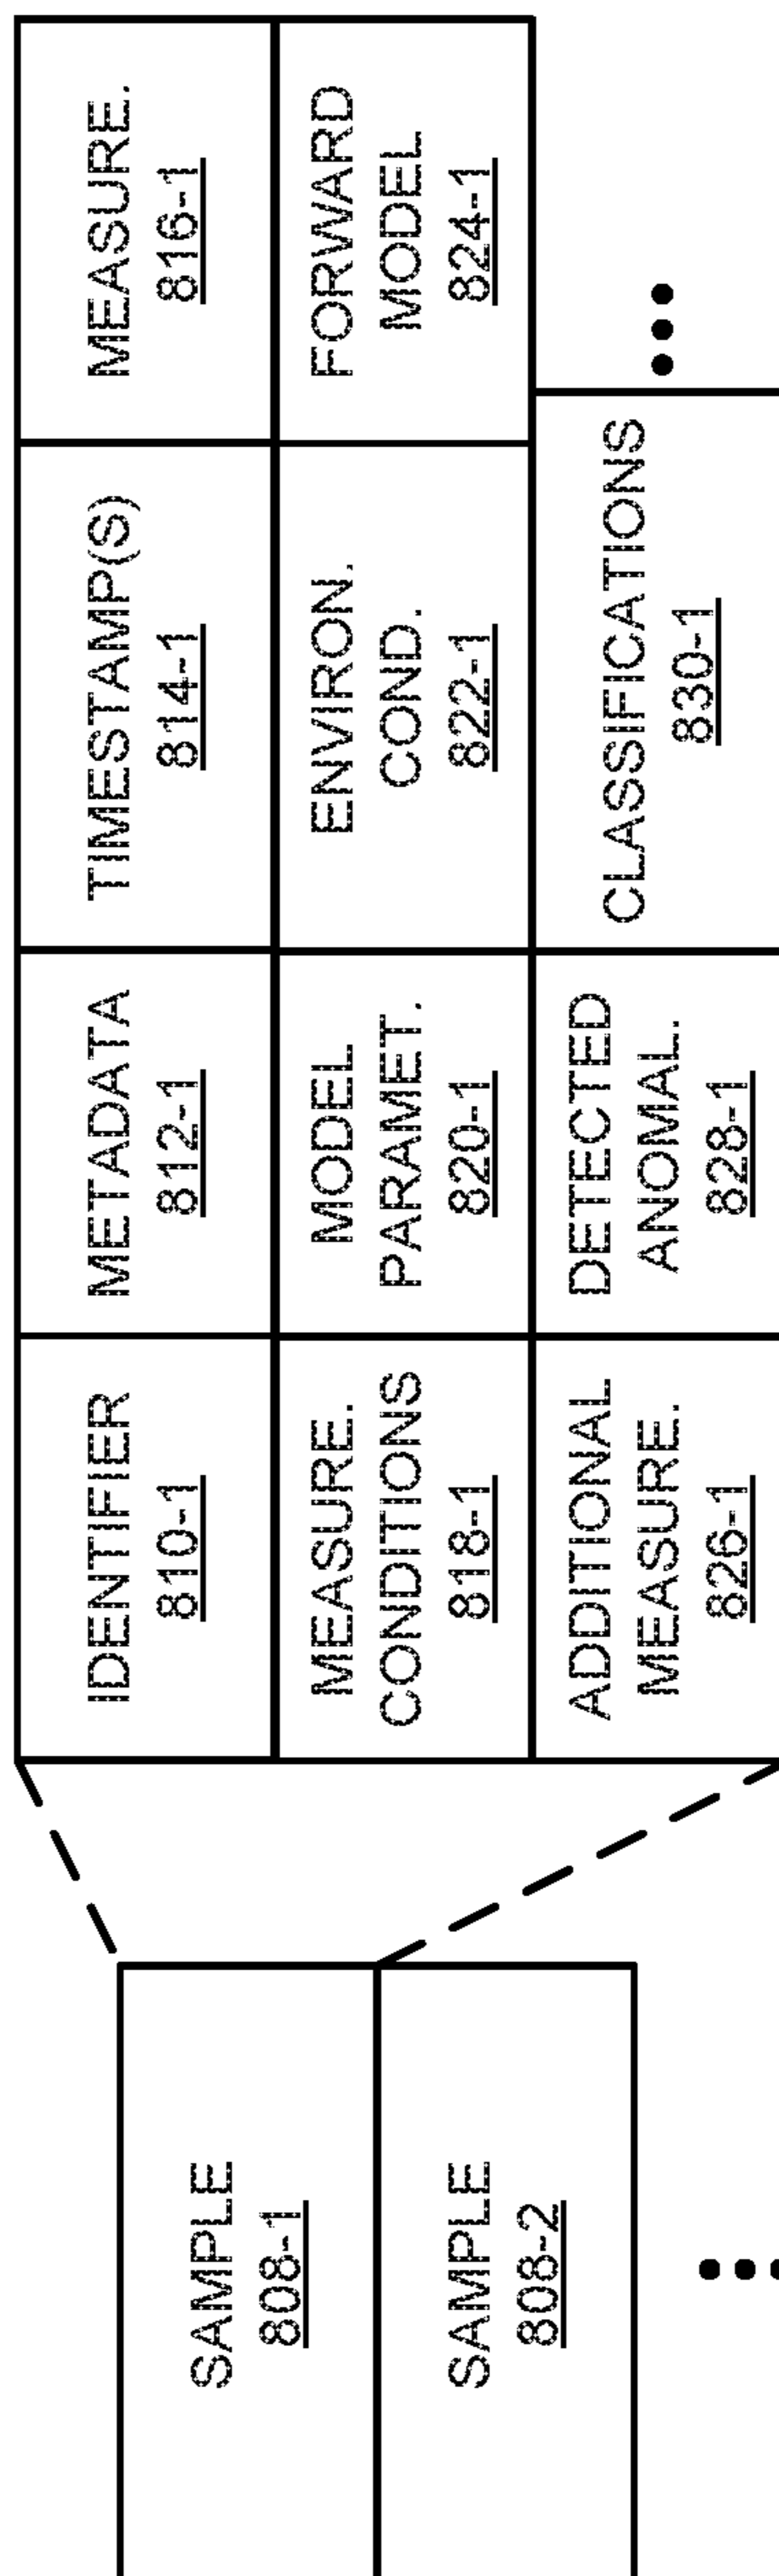 SAMPLE
808-1
SAMPLE
808-2
IDENTIFIER
810-1
METADATA
812-1
TIMESTAMP(S)
814-1
MEASURE.
816-1
MEASURE.
CONDITIONS
818-1
MODEL
PARAMET.
820-1
ENVIRON.
COND.
822-1
FORWARD
MODEL
824-1
ADDITIONAL
MEASURE.
826-1
DETECTED
ANOMAL.
828-1
CLASSIFICATIONS
830-1